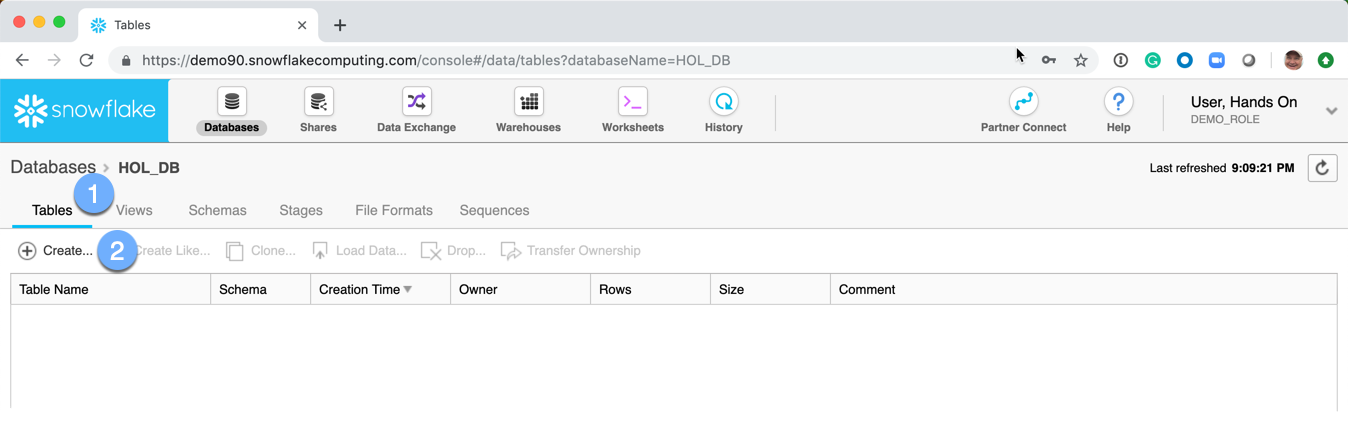 Tables
https://demo90.snowflakecomputing.com/console#/data/tables?databaseName=HOL_DB
snowflake
Databases
Shares
Data Exchange
Warehouses
Worksheets
History
Partner Connect
Help
User, Hands On
DEMO_ROLE
Databases > HOL_DB
Last refreshed 9:09:21 PM
1
Tables Views Schemas Stages File Formats Sequences
Create... 2 Create Like... Clone... Load Data... Drop... Transfer Ownership
Table Name Schema Creation Time Owner Rows Size Comment